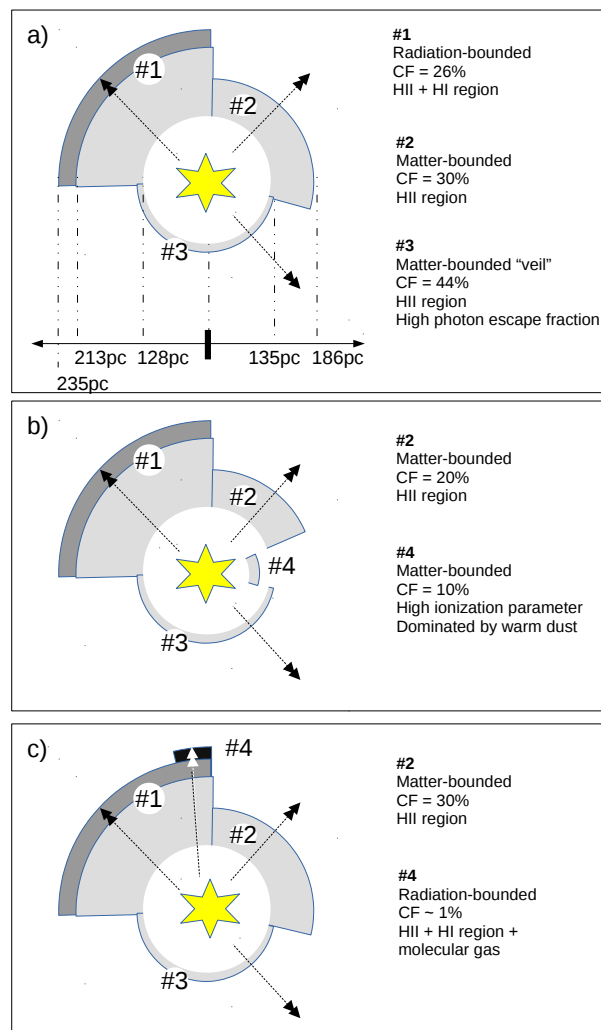 a)
#1
#2
#3
213pc
128pc
135pc
186pc
235pc
#1
Radiation-bounded
CF = 26%
HII + HI region
#2
Matter-bounded
CF = 30%
HII region
#3
Matter-bounded “veil”
CF = 44%
HII region
High photon escape fraction
b)
#1
#2
#4
#3
#2
Matter-bounded
CF = 20%
HII region
#4
Matter-bounded
CF = 10%
High ionization parameter
Dominated by warm dust
c)
#4
#1
#2
#3
#2
Matter-bounded
CF = 30%
HII region
#4
Radiation-bounded
CF ~ 1%
HII + HI region +
molecular gas